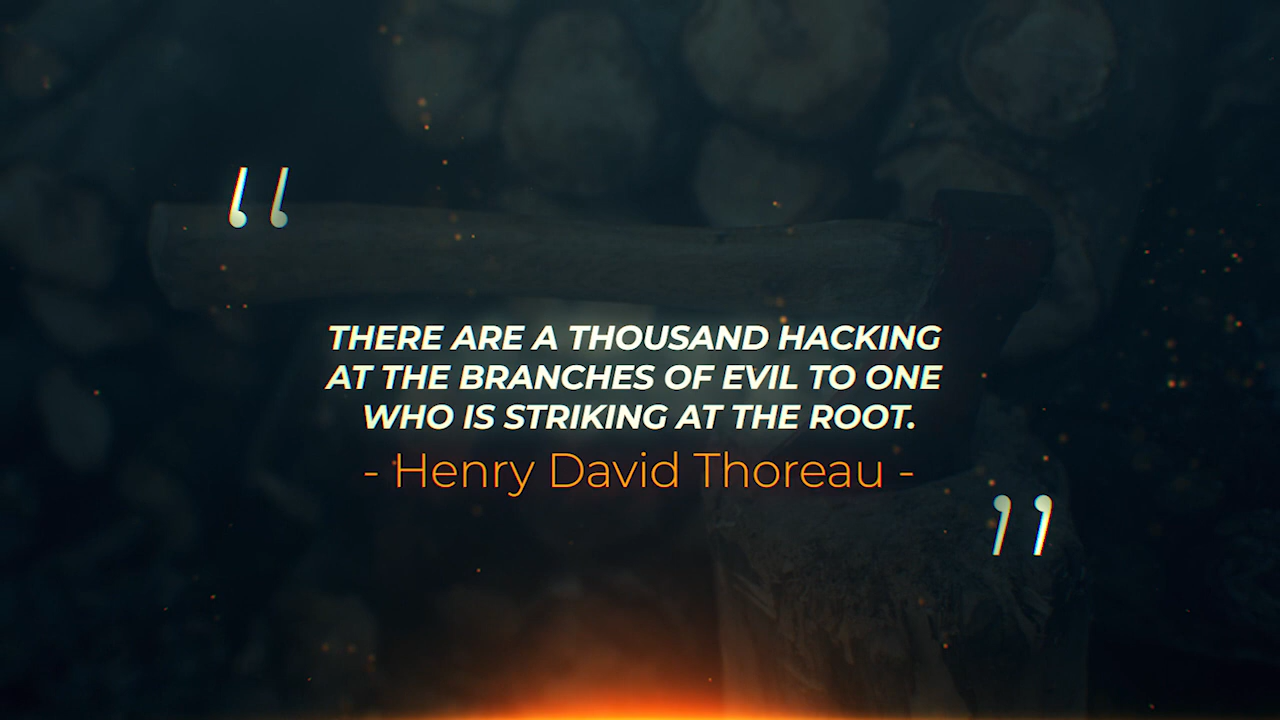 “
THERE ARE A THOUSAND HACKING
AT THE BRANCHES OF EVIL TO ONE
WHO IS STRIKING AT THE ROOT.
- Henry David Thoreau -
”